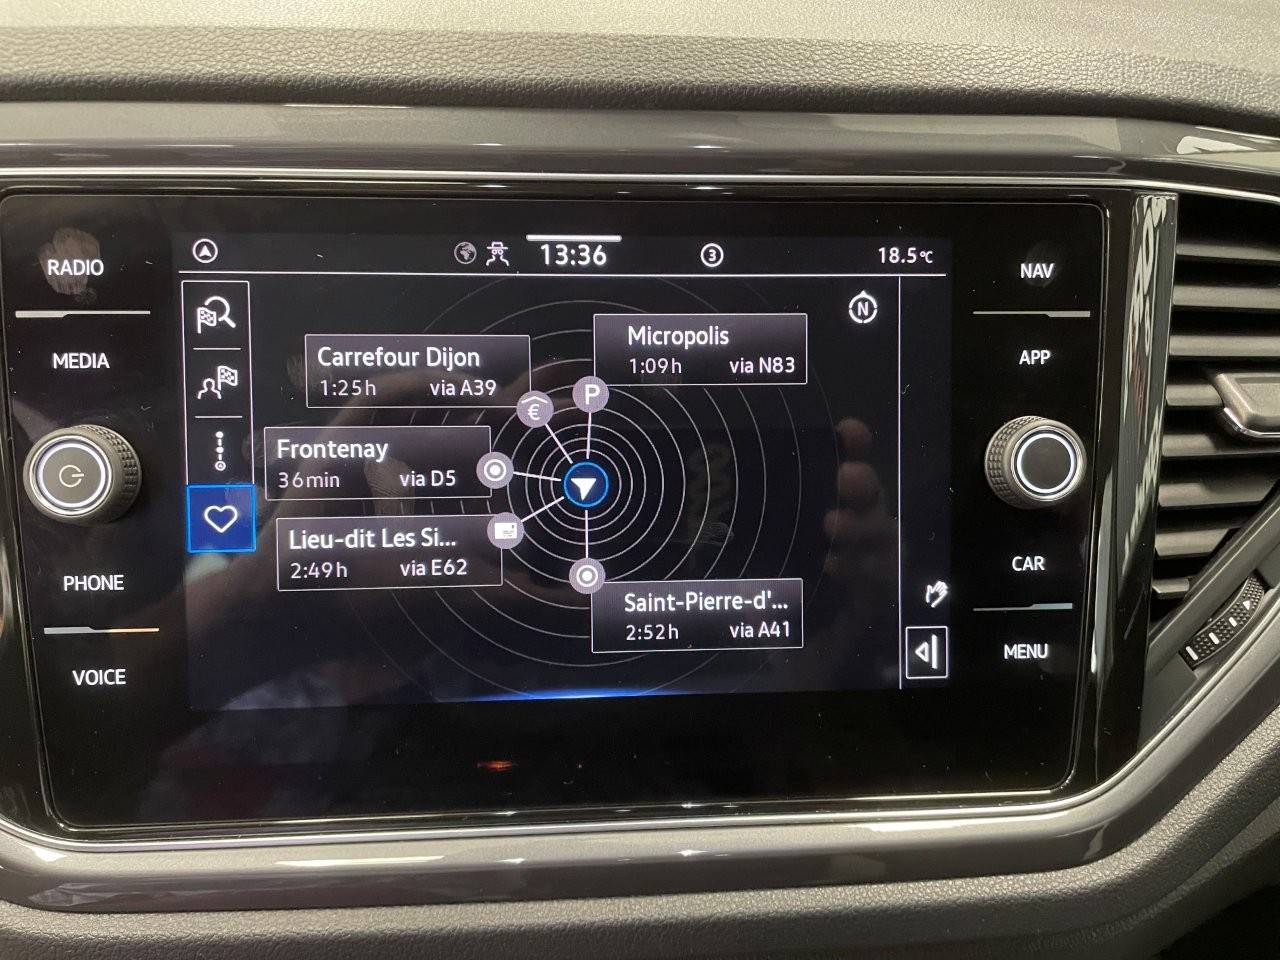 RADIO
MEDIA
PHONE
VOICE
13:36
3
18.5°C
N
Micropolis
1:09h via N83
P
Carrefour Dijon
1:25h via A39
€
Frontenay
36min via D5
Lieu-dit Les Si...
2:49h via E62
Saint-Pierre-d'...
2:52h via A41
NAV
APP
CAR
MENU